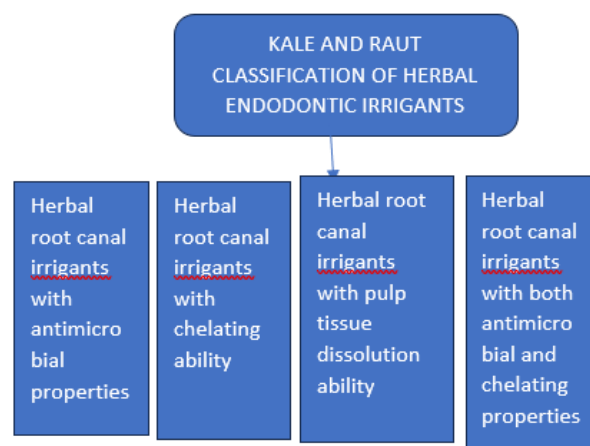 KALE AND RAUT
CLASSIFICATION OF HERBAL
ENDODONTIC IRRIGANTS
Herbal
root canal
irrigants
with
antimicro
bial
properties
Herbal
root canal
irrigants
with
chelating
ability
Herbal root
canal
irrigants
with pulp
tissue
dissolution
ability
Herbal
root canal
irrigants
with both
antimicro
bial and
chelating
properties